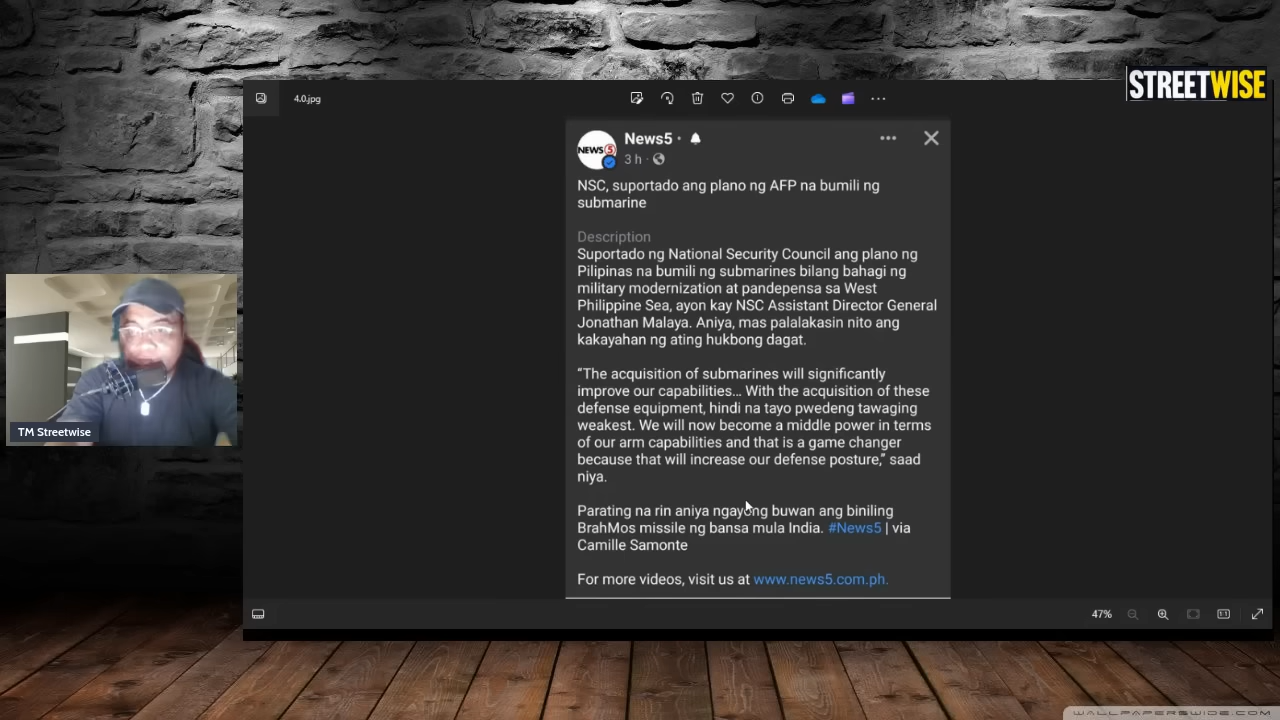 STREETWISE
4.0.jpg
NEWS5
News5 ·
3 h ·
NSC, suportado ang plano ng AFP na bumili ng
submarine
Description
Suportado ng National Security Council ang plano ng
Pilipinas na bumili ng submarines bilang bahagi ng
military modernization at pandepensa sa West
Philippine Sea, ayon kay NSC Assistant Director General
Jonathan Malaya. Aniya, mas palalakasin nito ang
kakayahan ng ating hukbong dagat.
“The acquisition of submarines will significantly
improve our capabilities… With the acquisition of these
defense equipment, hindi na tayo pwedeng tawaging
weakest. We will now become a middle power in terms
of our arm capabilities and that is a game changer
because that will increase our defense posture,” saad
niya.
Parating na rin aniya ngayong buwan ang biniling
BrahMos missile ng bansa mula India. #News5 | via
Camille Samonte
For more videos, visit us at www.news5.com.ph.
TM Streetwise
47%
1:1
WALLPAPERSWIDE.COM